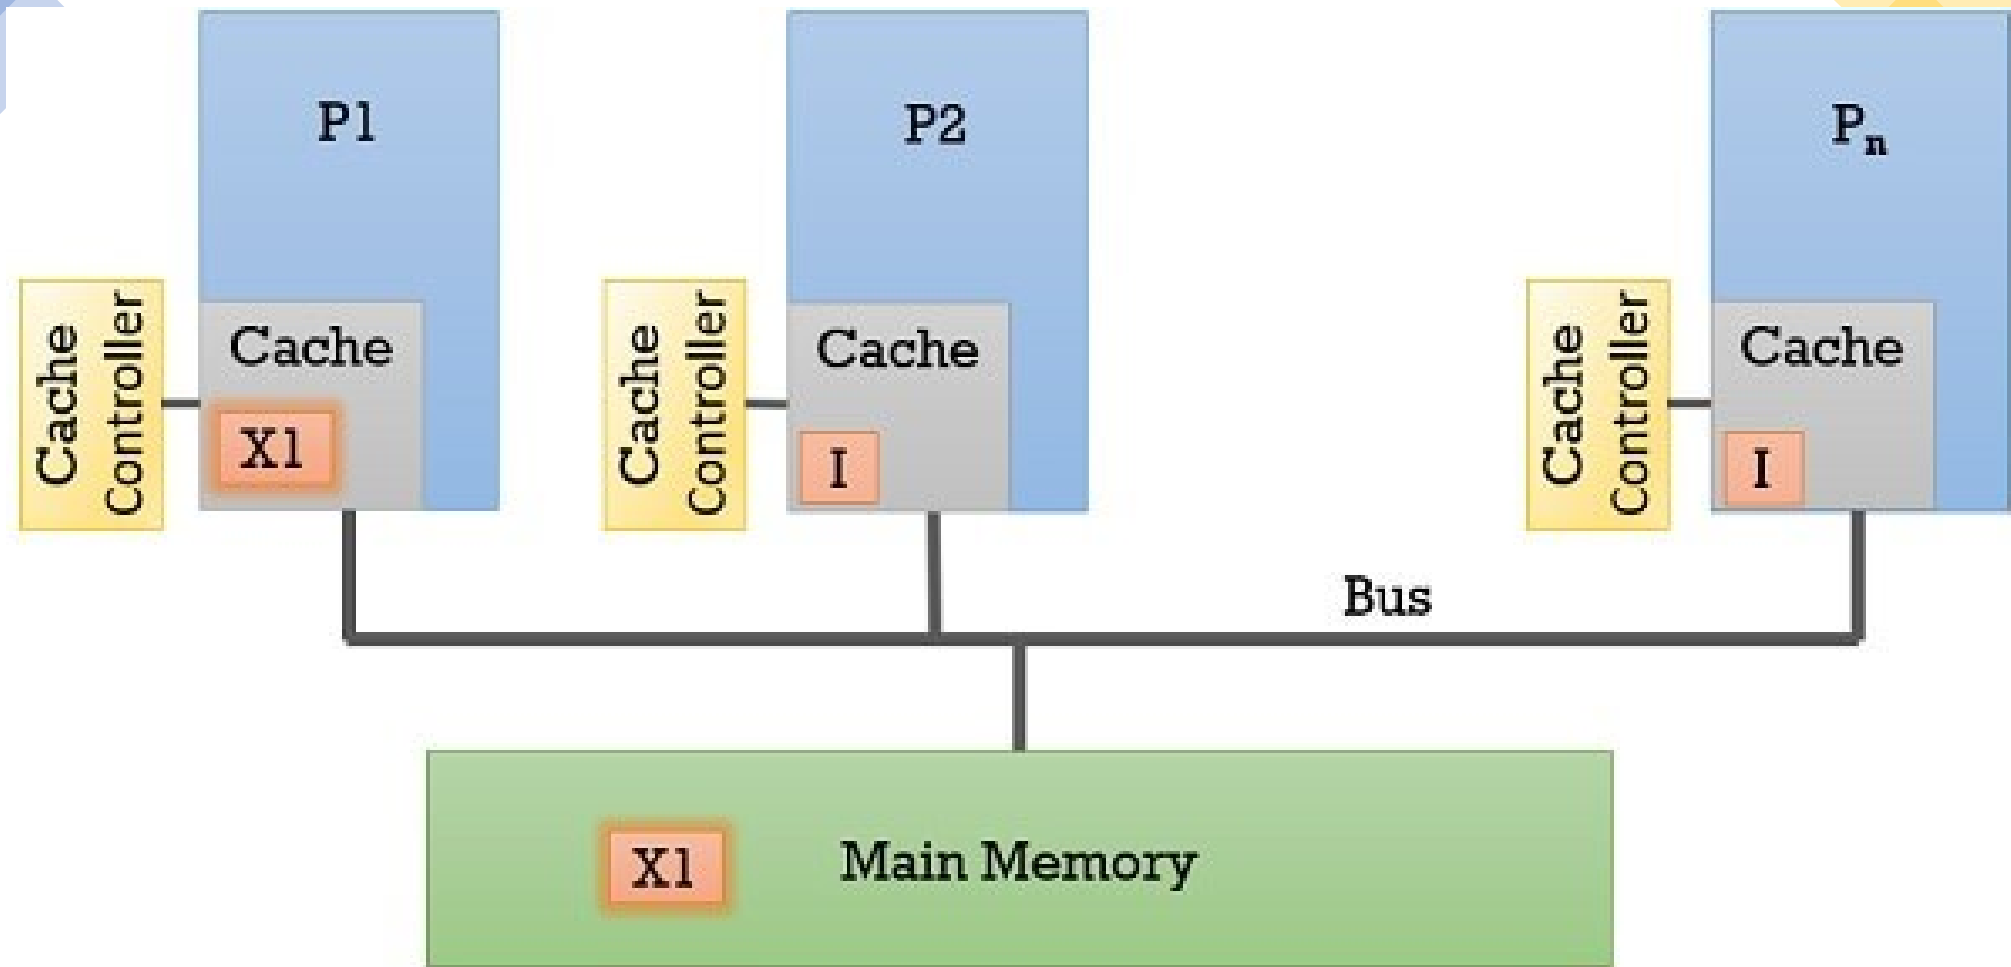 P1
P2
Pn
Cache
Controller
Cache
X1
Cache
Controller
Cache
I
Cache
Controller
Cache
I
Bus
X1
Main Memory